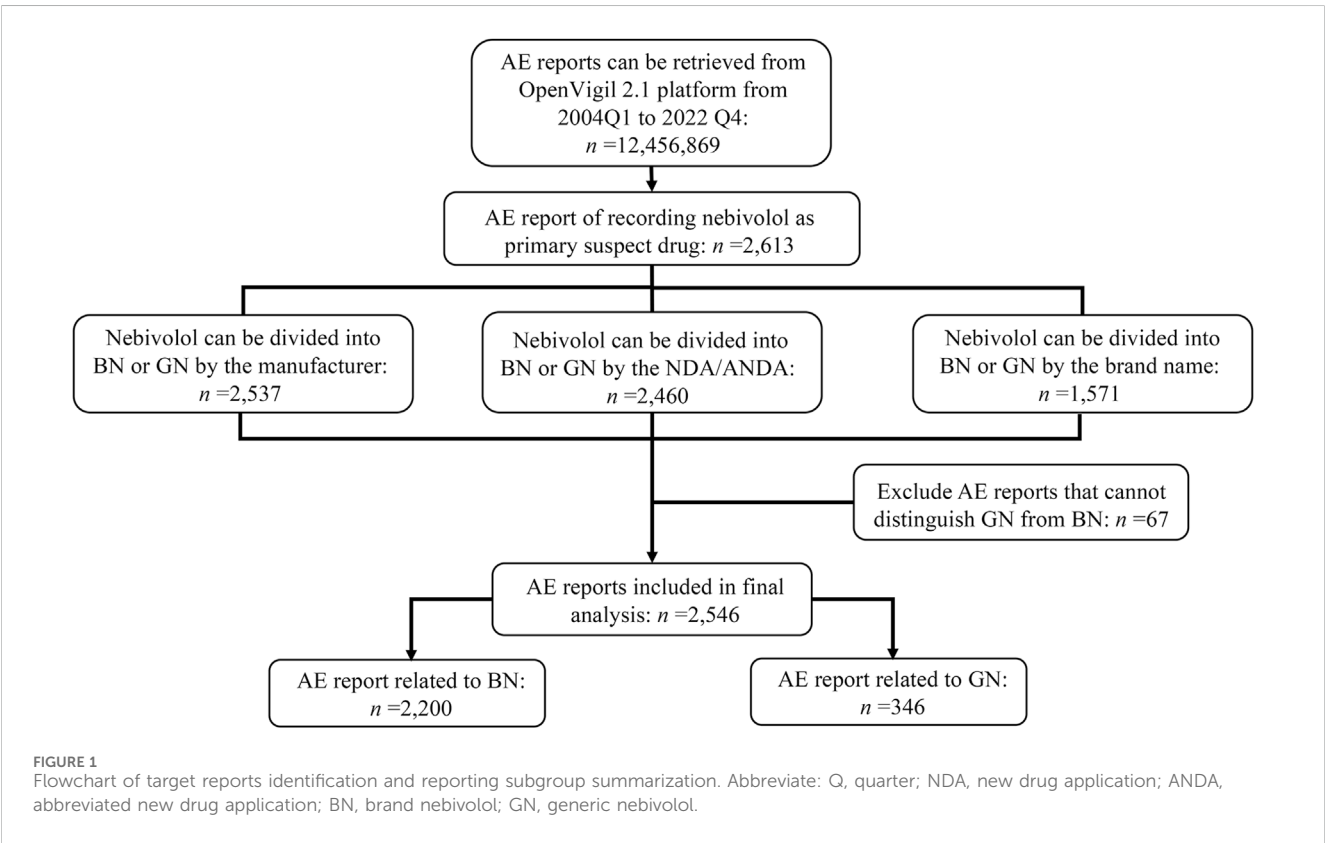 AE reports can be retrieved from
OpenVigil 2.1 platform from
2004Q1 to 2022 Q4:
n =12,456,869
AE report of recording nebivolol as
primary suspect drug: n =2,613
Nebivolol can be divided into
BN or GN by the manufacturer:
n =2,537
Nebivolol can be divided into
BN or GN by the NDA/ANDA:
n =2,460
Nebivolol can be divided into
BN or GN by the brand name:
n =1,571
Exclude AE reports that cannot
distinguish GN from BN: n =67
AE reports included in final
analysis: n =2,546
AE report related to BN:
n =2,200
AE report related to GN:
n =346
FIGURE 1
Flowchart of target reports identification and reporting subgroup summarization. Abbreviate: Q, quarter; NDA, new drug application; ANDA,
abbreviated new drug application; BN, brand nebivolol; GN, generic nebivolol.